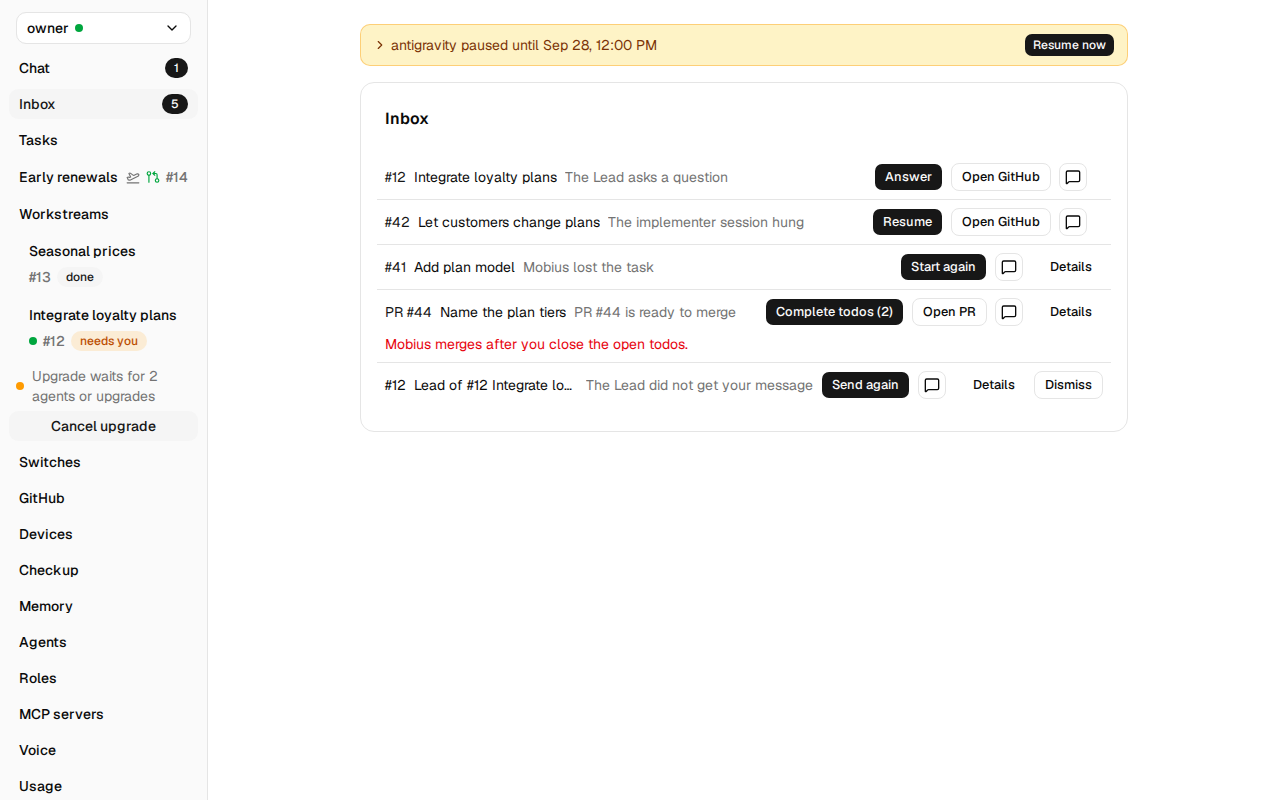 owner
Chat 1
Inbox 5
Tasks
Early renewals #14
Workstreams
Seasonal prices
#13 done
Integrate loyalty plans
#12 needs you
Upgrade waits for 2
agents or upgrades
Cancel upgrade
Switches
GitHub
Devices
Checkup
Memory
Agents
Roles
MCP servers
Voice
Usage
antigravity paused until Sep 28, 12:00 PM Resume now
Inbox
#12 Integrate loyalty plans The Lead asks a question Answer Open GitHub
#42 Let customers change plans The implementer session hung Resume Open GitHub
#41 Add plan model Mobius lost the task Start again Details
PR #44 Name the plan tiers PR #44 is ready to merge Complete todos (2) Open PR Details
Mobius merges after you close the open todos.
#12 Lead of #12 Integrate lo... The Lead did not get your message Send again Details Dismiss